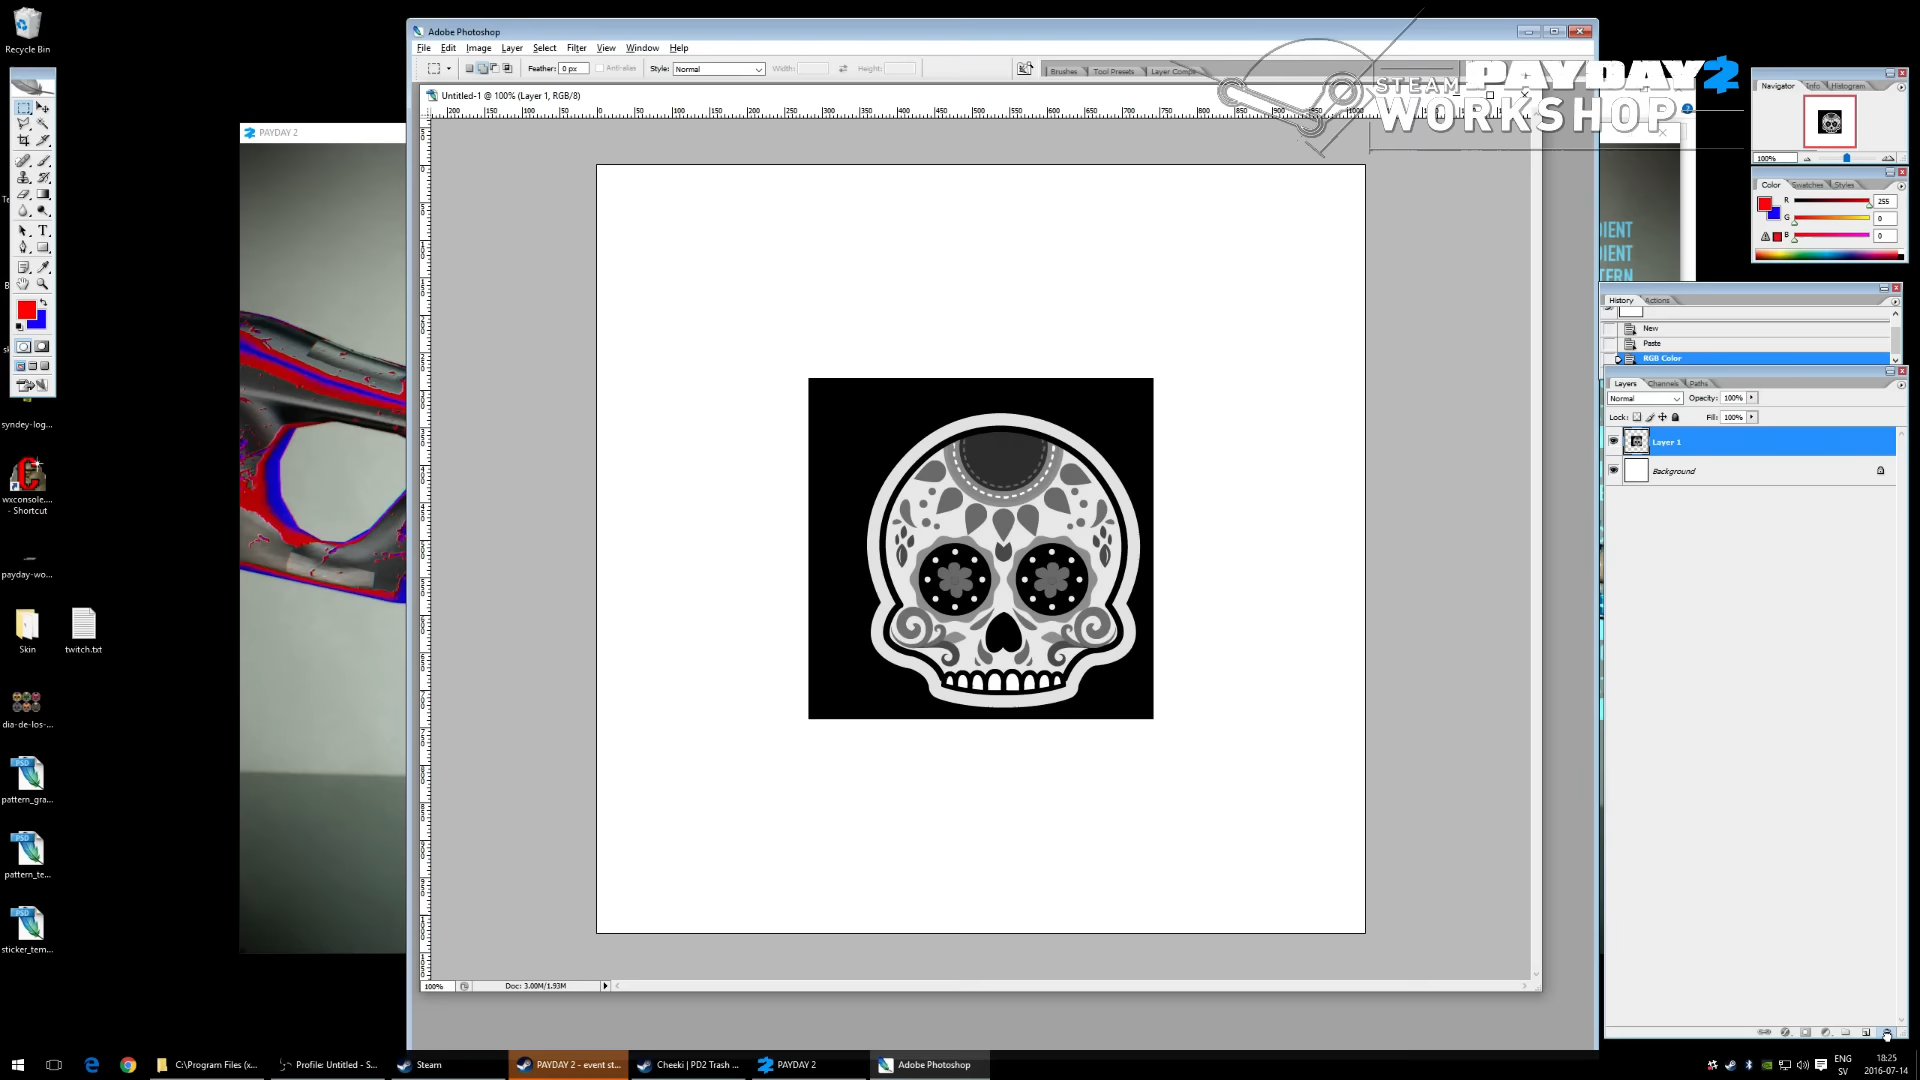 Recycle Bin
Adobe Photoshop
File Edit Image Layer Select Filter View Window Help
Feather: 0 px Anti-alias Style: Normal Width: Height:
Brushes Tool Presets Layer Comps
STEAM PAYDAY 2
WORKSHOP
Untitled-1 @ 100% (Layer 1, RGB/8)
PAYDAY 2
Navigator Info Histogram
100%
Color Swatches Styles
R 255
G 0
B 0
DIENT
DIENT
TERN
History Actions
New
Paste
RGB Color
Layers Channels Paths
Normal Opacity: 100%
Lock: Fill: 100%
Layer 1
Background
syndey-log...
wxconsole....
- Shortcut
payday-wo...
Skin
twitch.txt
dia-de-los-...
pattern_gra...
pattern_te...
sticker_tem...
100% Doc: 3.00M/1.93M
C:\Program Files (x...
Profile: Untitled - S...
Steam
PAYDAY 2 - event st...
Cheeki | PD2 Trash ...
PAYDAY 2
Adobe Photoshop
ENG
SV
18:25
2016-07-14